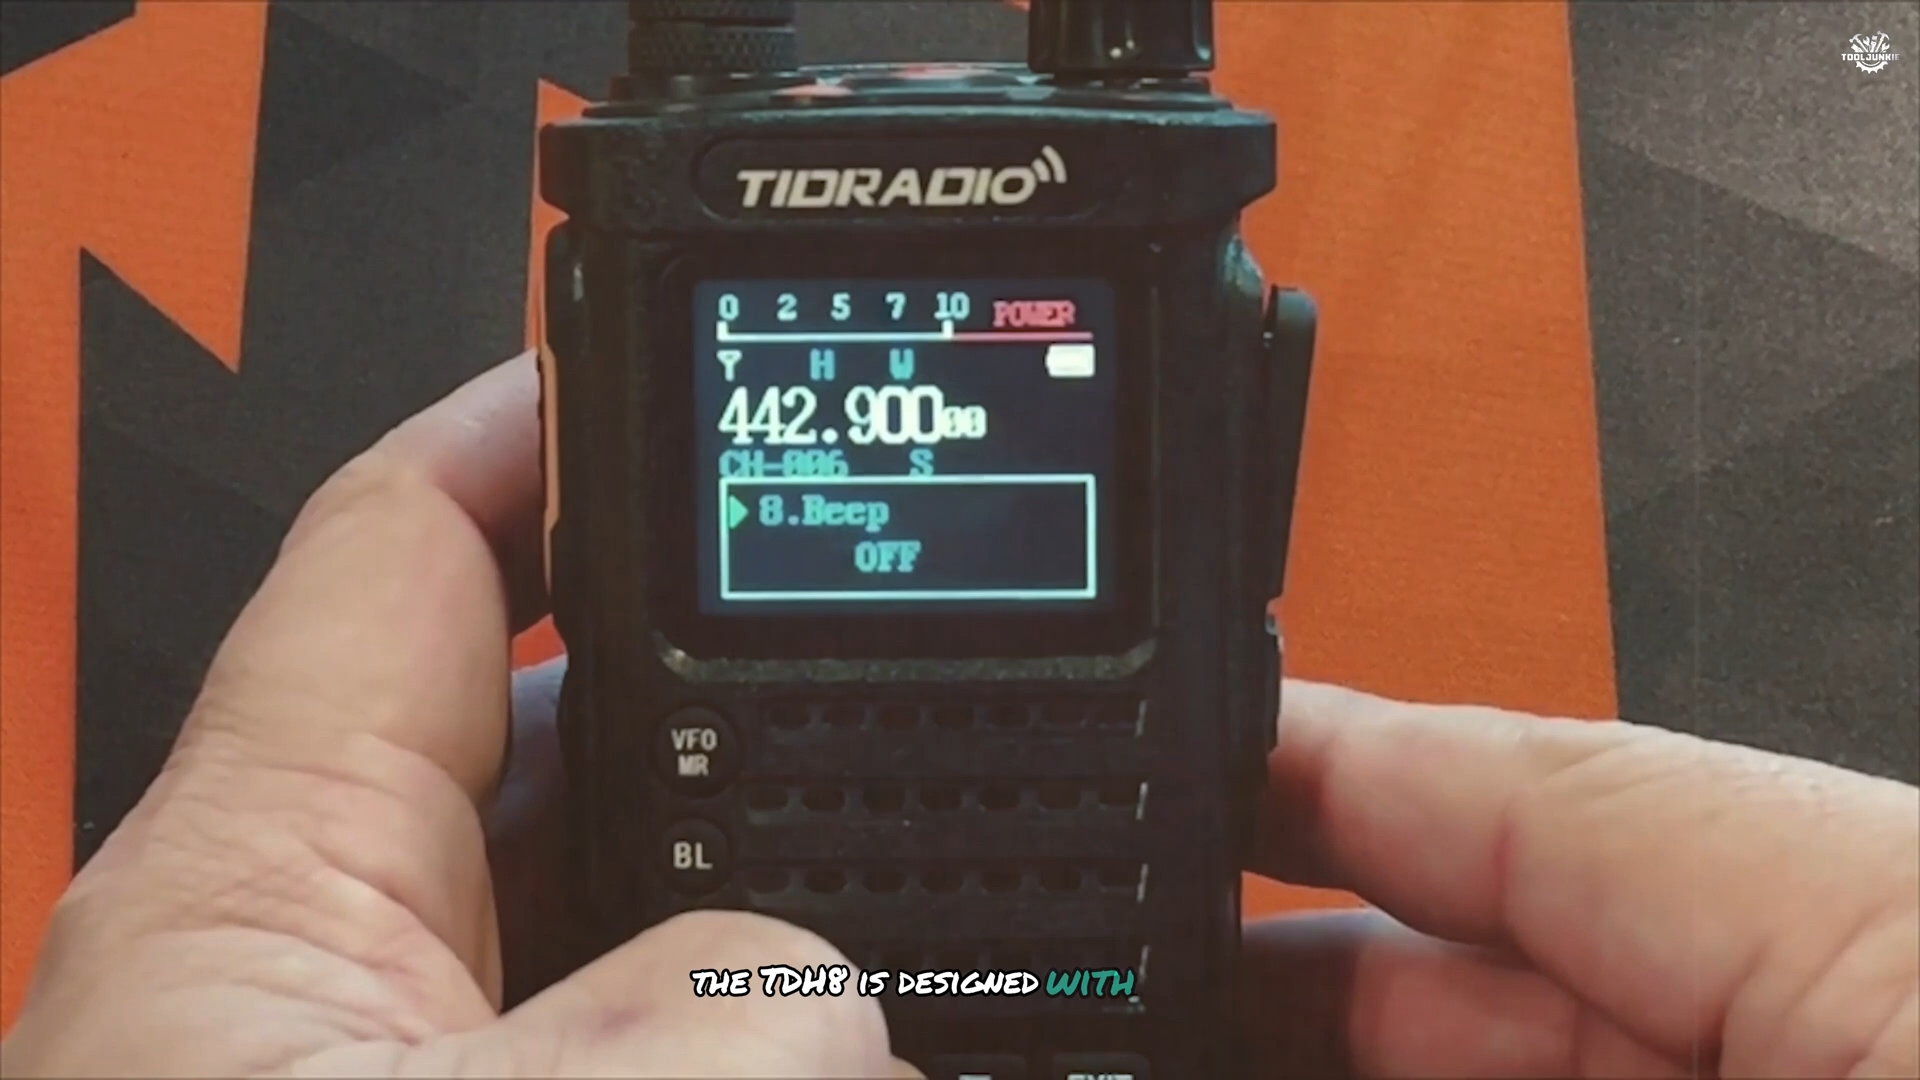 TOOLJUNKIE
TIDRADIO
0 2 5 7 10 POWER
H W
442.90000
CH-006 S
8.Beep
OFF
VFO
MR
BL
THE TDH8 IS DESIGNED WITH
EXIT